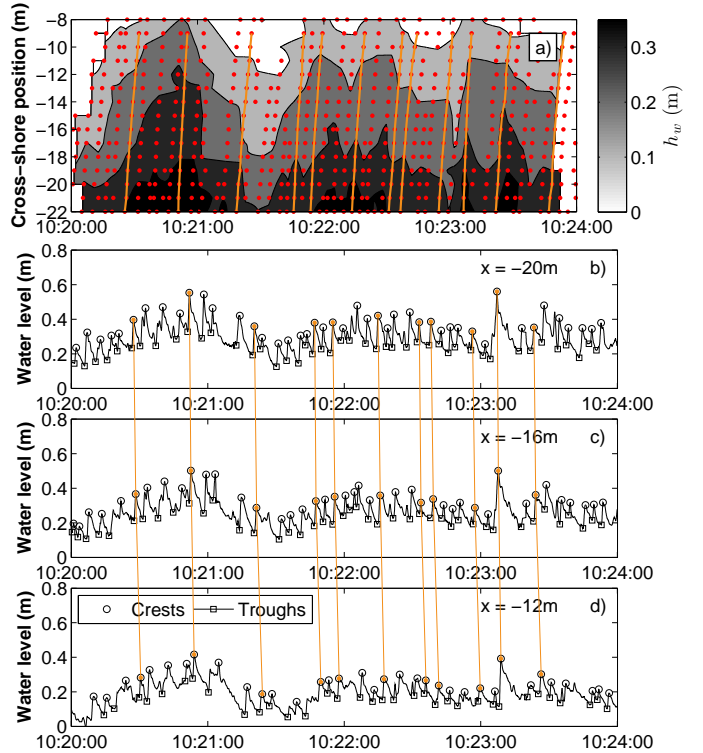 Cross−shore position (m)
−8
−10
−12
−14
−16
−18
−20
−22
a)
10:20:00 10:21:00 10:22:00 10:23:00 10:24:00
0.3
0.2
0.1
0
h_w (m)
Water level (m)
0.8
0.6
0.4
0.2
0
x = −20m b)
10:20:00 10:21:00 10:22:00 10:23:00 10:24:00
Water level (m)
0.8
0.6
0.4
0.2
0
x = −16m c)
10:20:00 10:21:00 10:22:00 10:23:00 10:24:00
Water level (m)
0.8
0.6
0.4
0.2
0
Crests Troughs
x = −12m d)
10:20:00 10:21:00 10:22:00 10:23:00 10:24:00